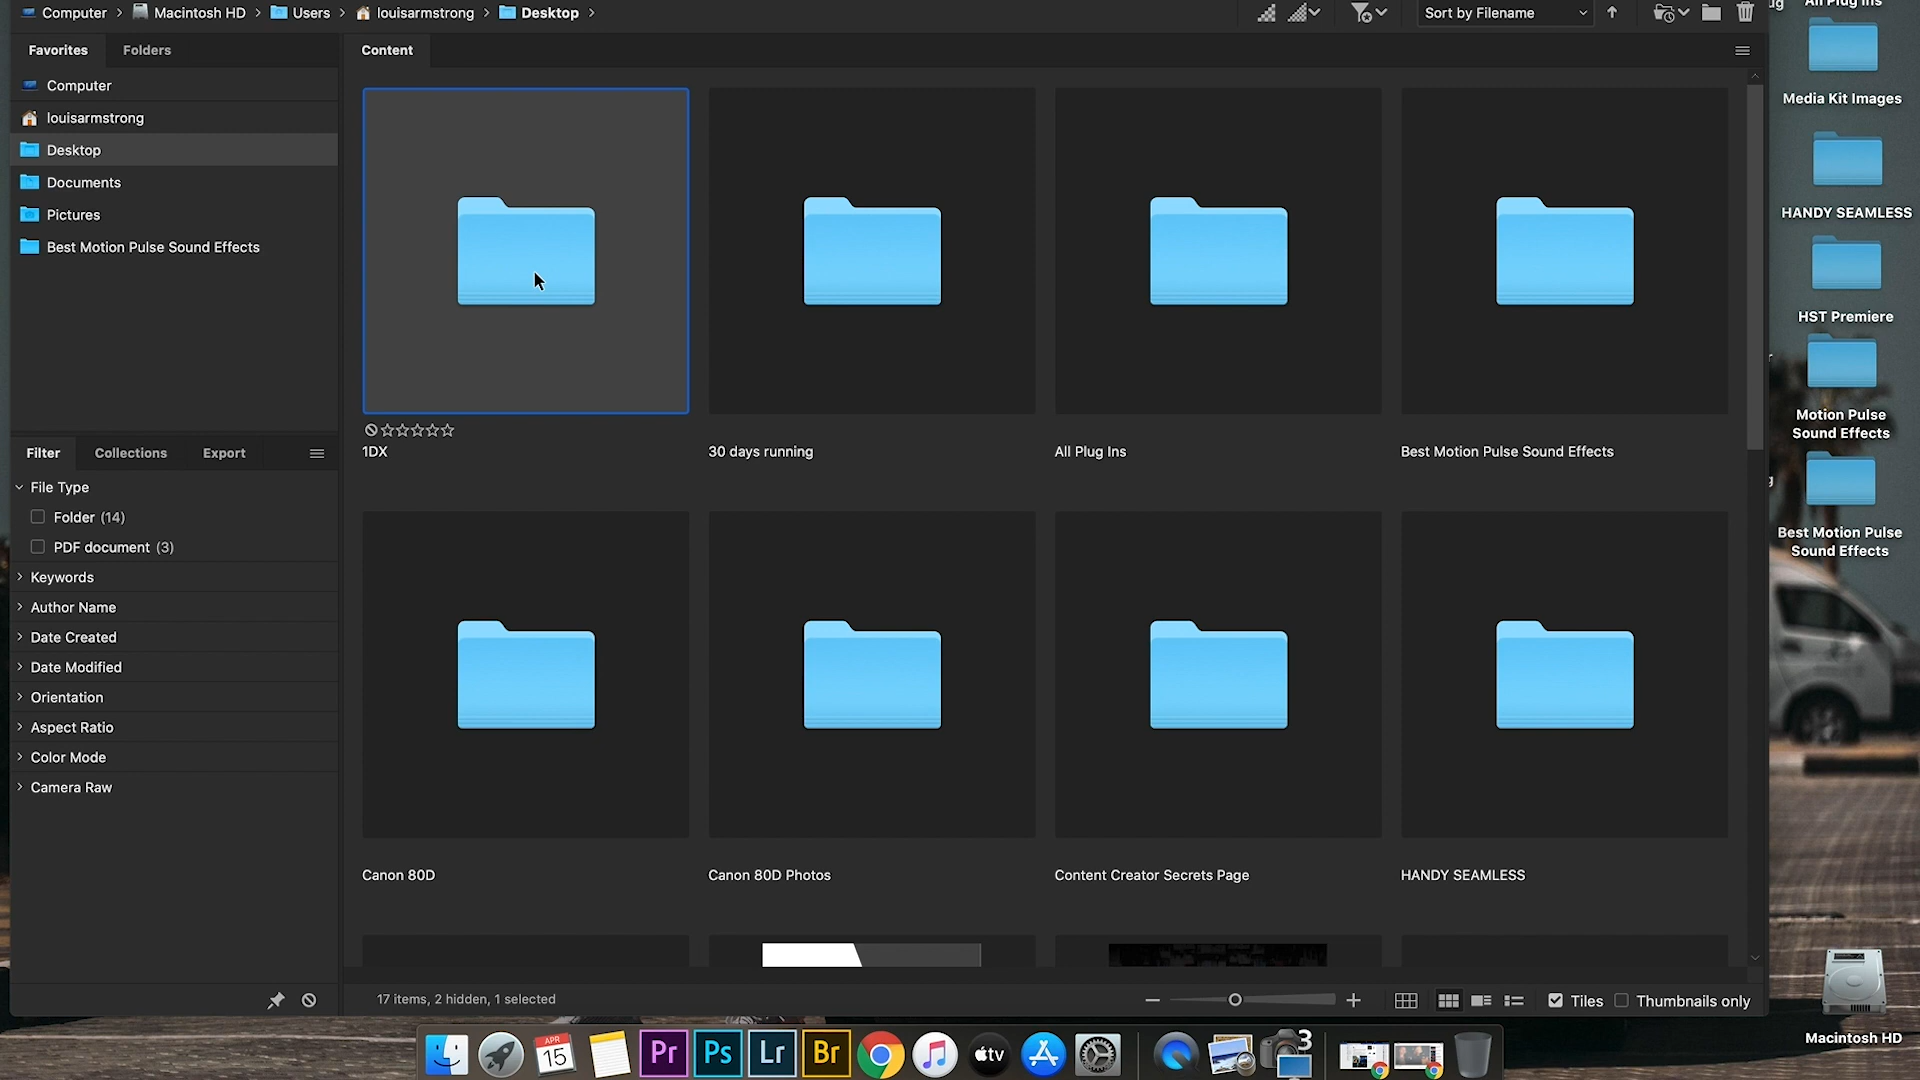 Computer > Macintosh HD > Users > louisarmstrong > Desktop >
Sort by Filename
Favorites
Folders
Content
Computer
louisarmstrong
Desktop
Documents
Pictures
Best Motion Pulse Sound Effects
1DX
30 days running
All Plug Ins
Best Motion Pulse Sound Effects
Filter
Collections
Export
File Type
Folder (14)
PDF document (3)
Keywords
Author Name
Date Created
Date Modified
Orientation
Aspect Ratio
Color Mode
Camera Raw
Canon 80D
Canon 80D Photos
Content Creator Secrets Page
HANDY SEAMLESS
17 items, 2 hidden, 1 selected
Tiles
Thumbnails only
All Plug Ins
Media Kit Images
HANDY SEAMLESS
HST Premiere
Motion Pulse
Sound Effects
Best Motion Pulse
Sound Effects
Macintosh HD
APR
15
Pr
Ps
Lr
Br
tv
3